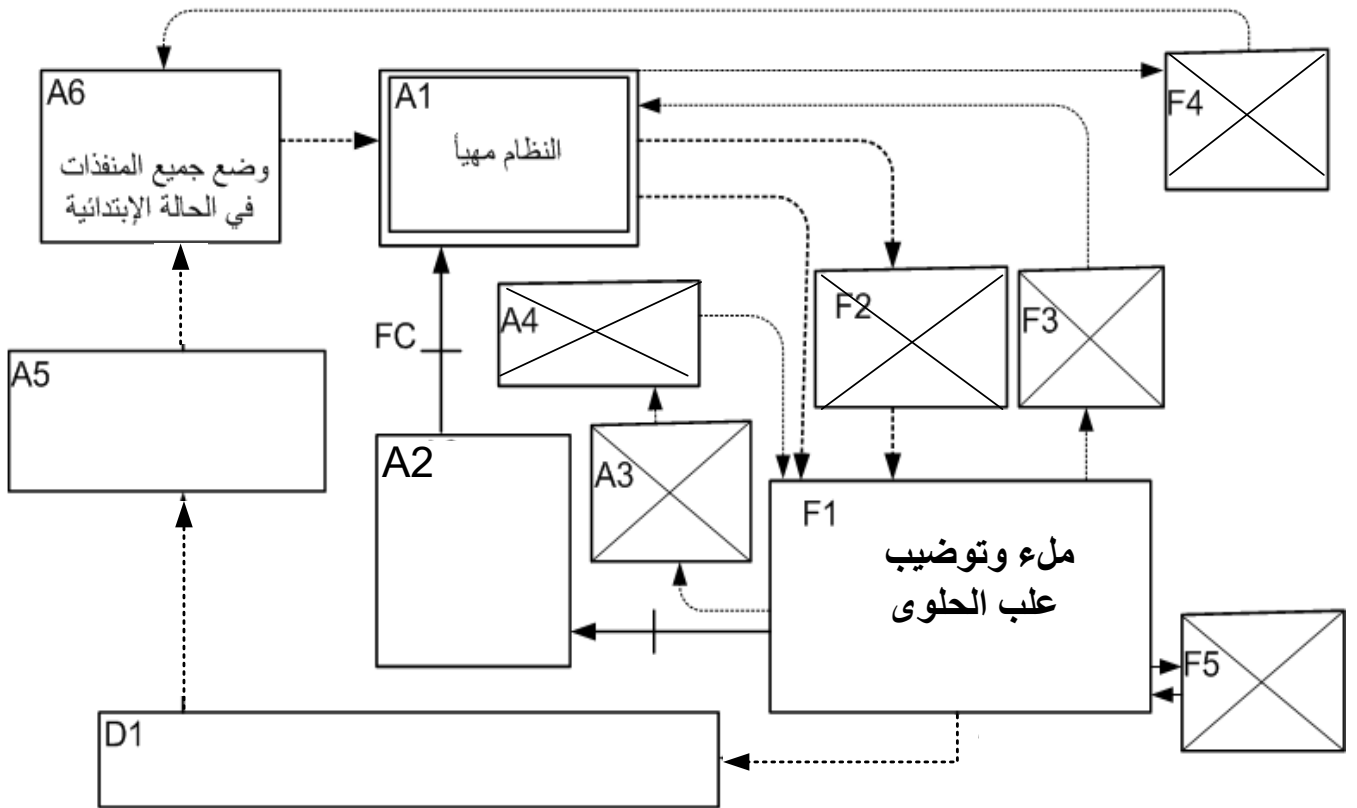 A6
وضع جميع المنفذات
في الحالة الإبتدائية
A1
النظام مهيأ
F4
A5
FC
A4
F2
F3
A2
A3
F1
ملء وتوضيب
علب الحلوى
F5
D1